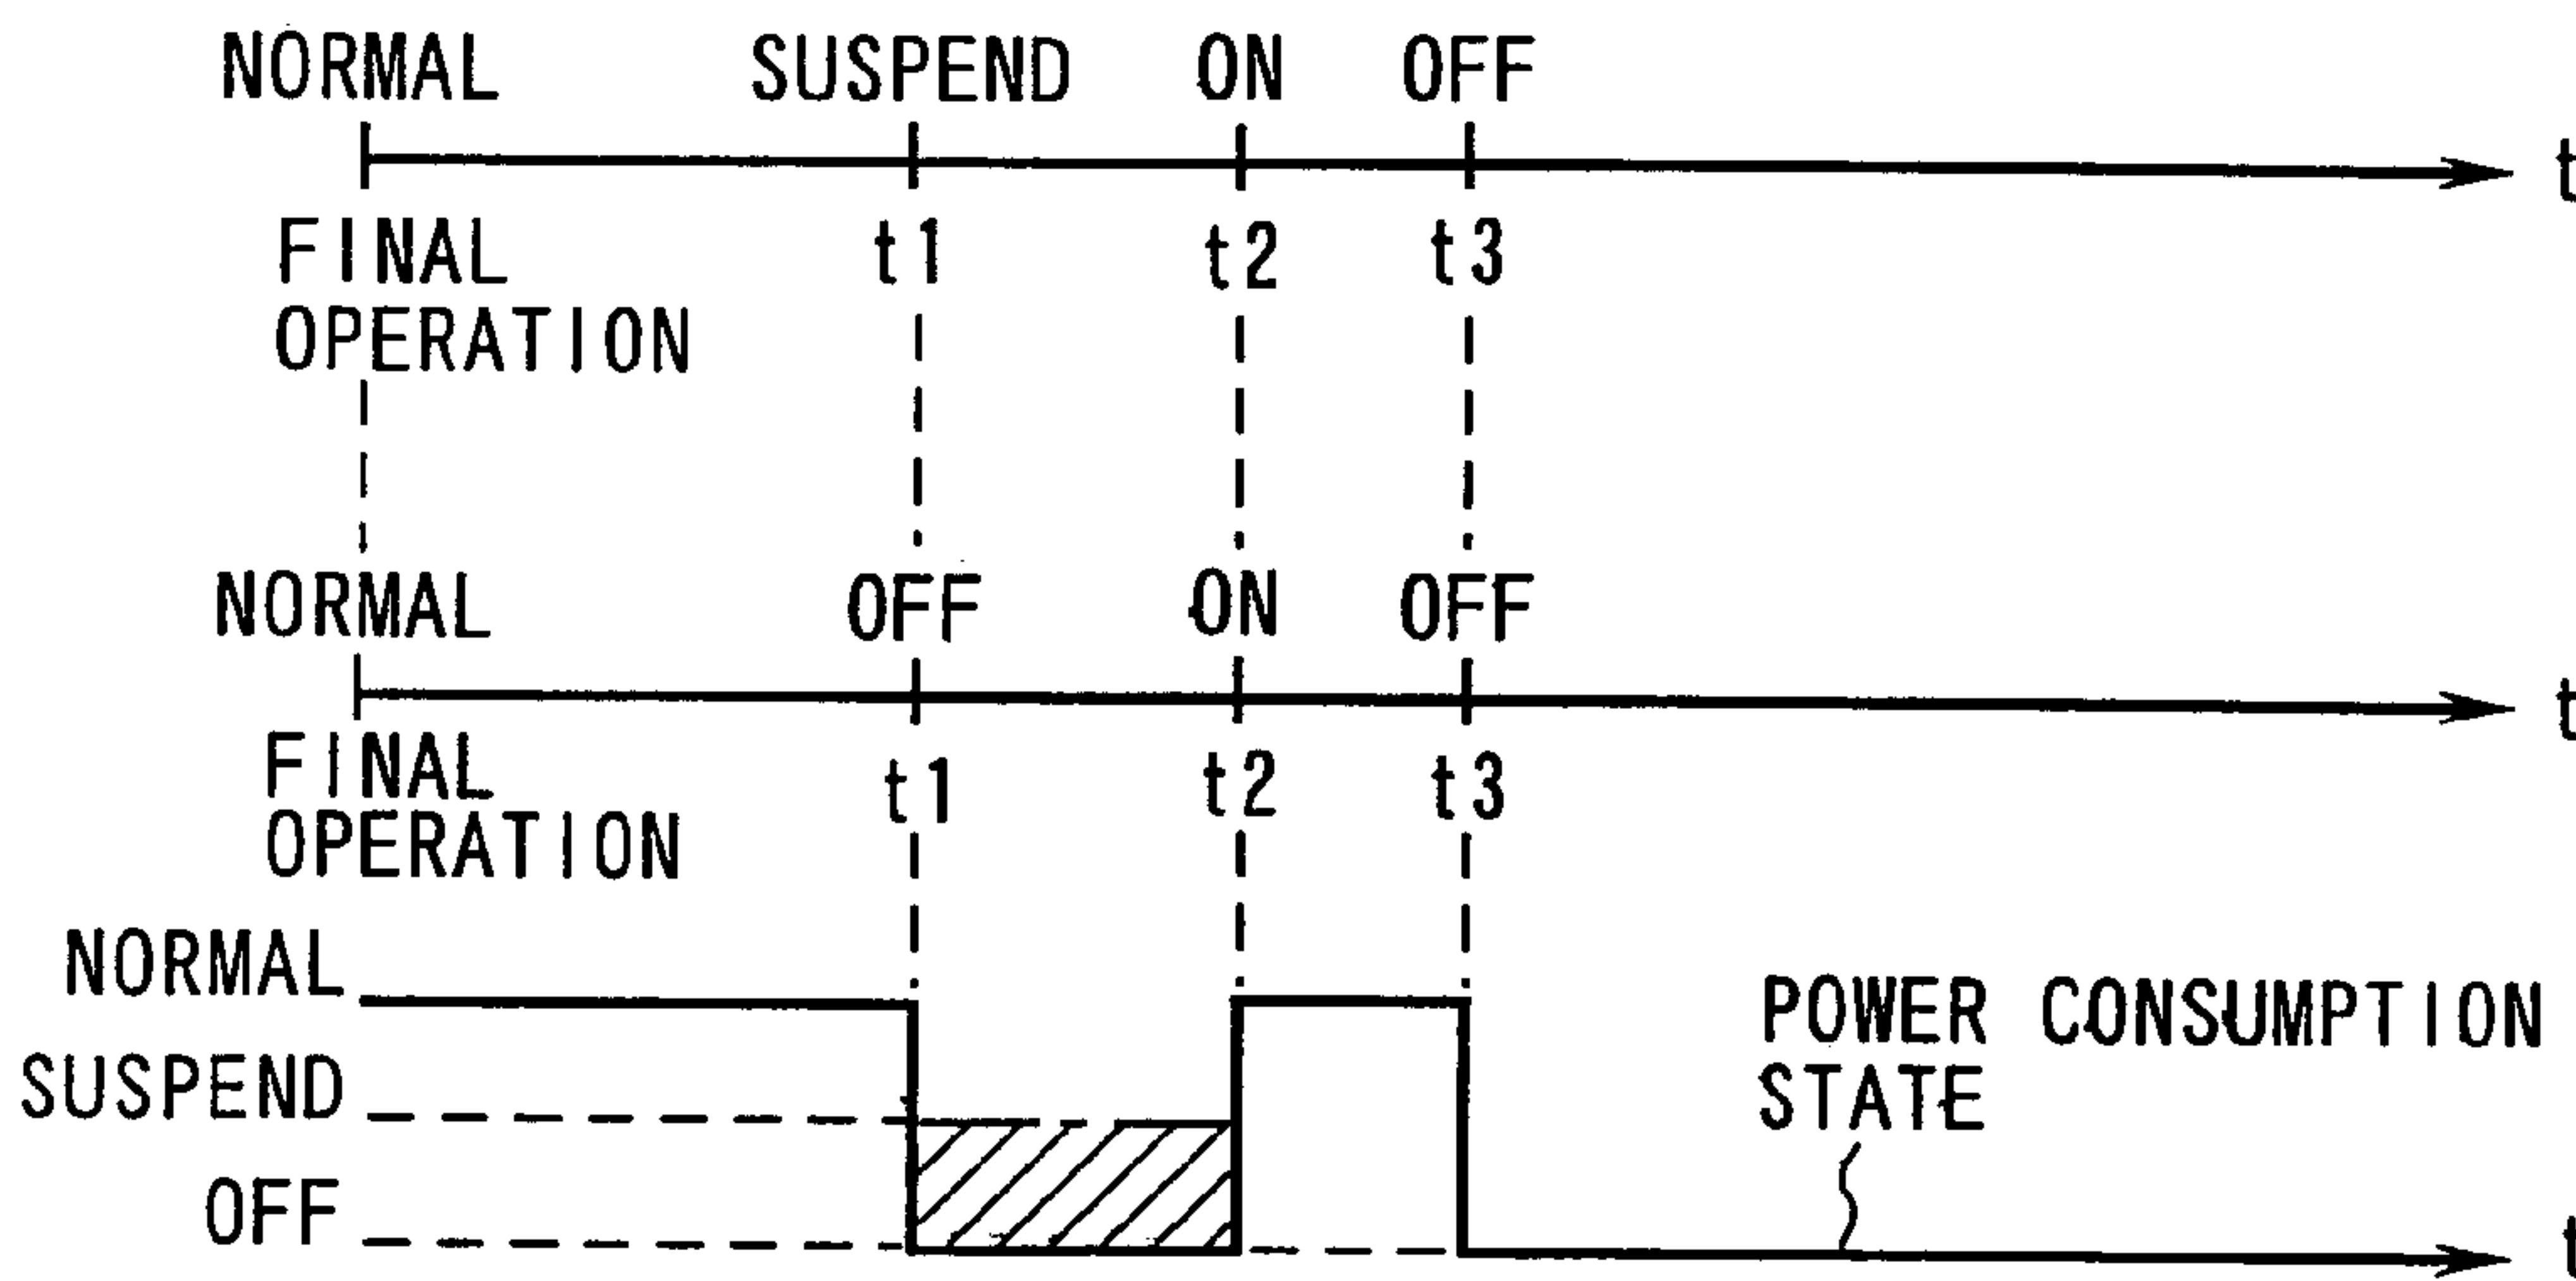 NORMAL SUSPEND ON OFF
t
FINAL t1 t2 t3
OPERATION
NORMAL OFF ON OFF
t
FINAL t1 t2 t3
OPERATION
NORMAL
POWER CONSUMPTION
SUSPEND
STATE
OFF
t